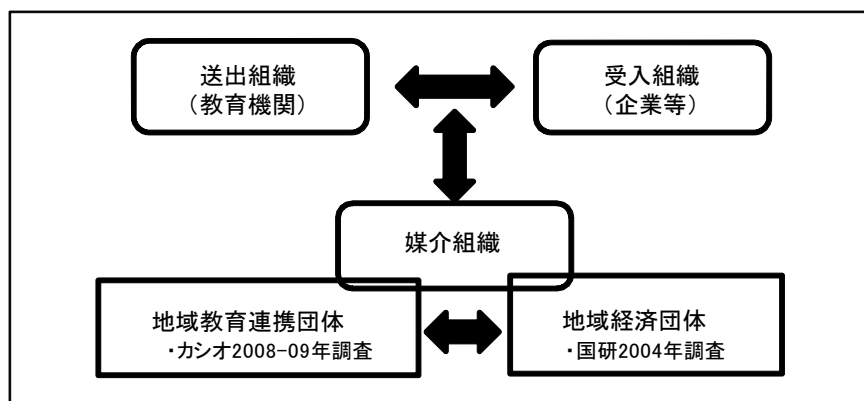 送出組織
（教育機関）
受入組織
（企業等）
媒介組織
地域教育連携団体
・カシオ2008-09年調査
地域経済団体
・国研2004年調査